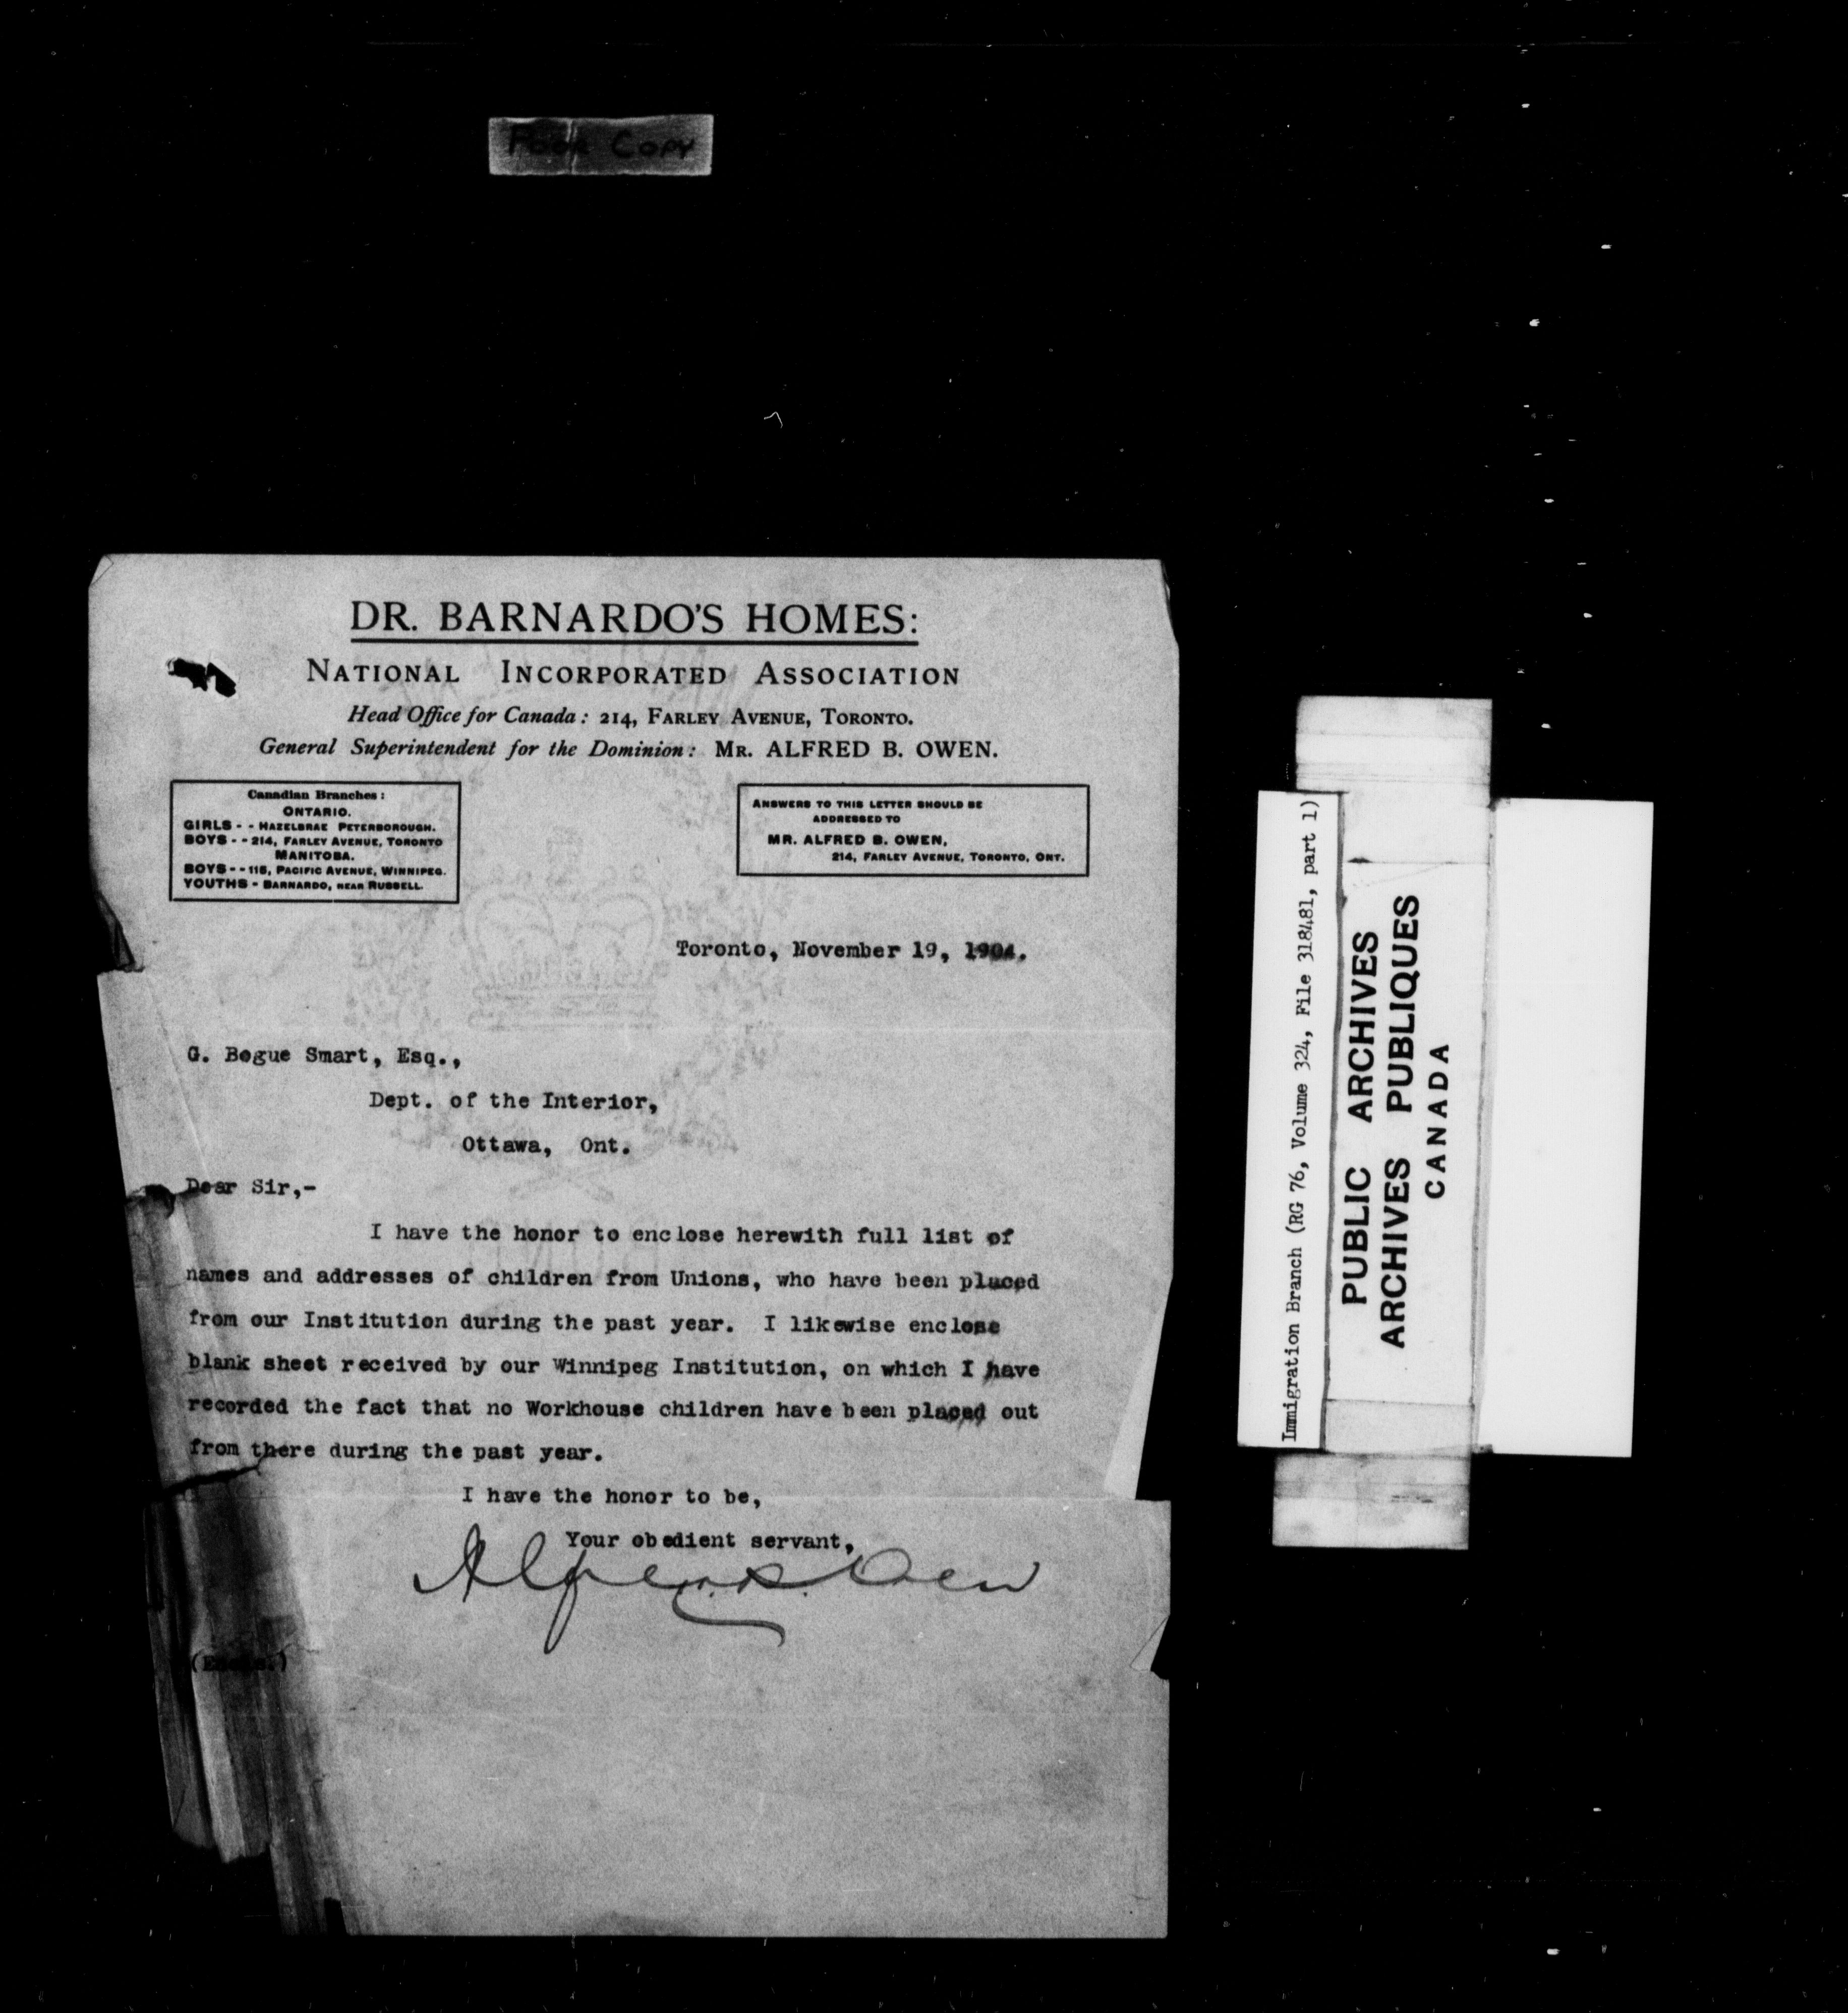 Poor Copy
DR. BARNARDO'S HOMES:
NATIONAL INCORPORATED ASSOCIATION
Head Office for Canada: 214, FARLEY AVENUE, TORONTO.
General Superintendent for the Dominion: MR. ALFRED B. OWEN.
Canadian Branches:
ONTARIO.
GIRLS - - HAZELBRAE PETERBOROUGH.
BOYS - - 214, FARLEY AVENUE, TORONTO
MANITOBA.
BOYS - - 115, PACIFIC AVENUE, WINNIPEG.
YOUTHS - BARNARDO, NEAR RUSSELL.
ANSWERS TO THIS LETTER SHOULD BE
ADDRESSED TO
MR. ALFRED B. OWEN,
214, FARLEY AVENUE, TORONTO, ONT.
Toronto, November 19, 1904.
G. Bogue Smart, Esq.,
Dept. of the Interior,
Ottawa, Ont.
Dear Sir,-
I have the honor to enclose herewith full list of
names and addresses of children from Unions, who have been placed
from our Institution during the past year. I likewise enclose
blank sheet received by our Winnipeg Institution, on which I have
recorded the fact that no Workhouse children have been placed out
from there during the past year.
I have the honor to be,
Your obedient servant,
Alfred B. Owen
Immigration Branch (RG 76, Volume 324, File 318481, part 1)
PUBLIC ARCHIVES
ARCHIVES PUBLIQUES
CANADA